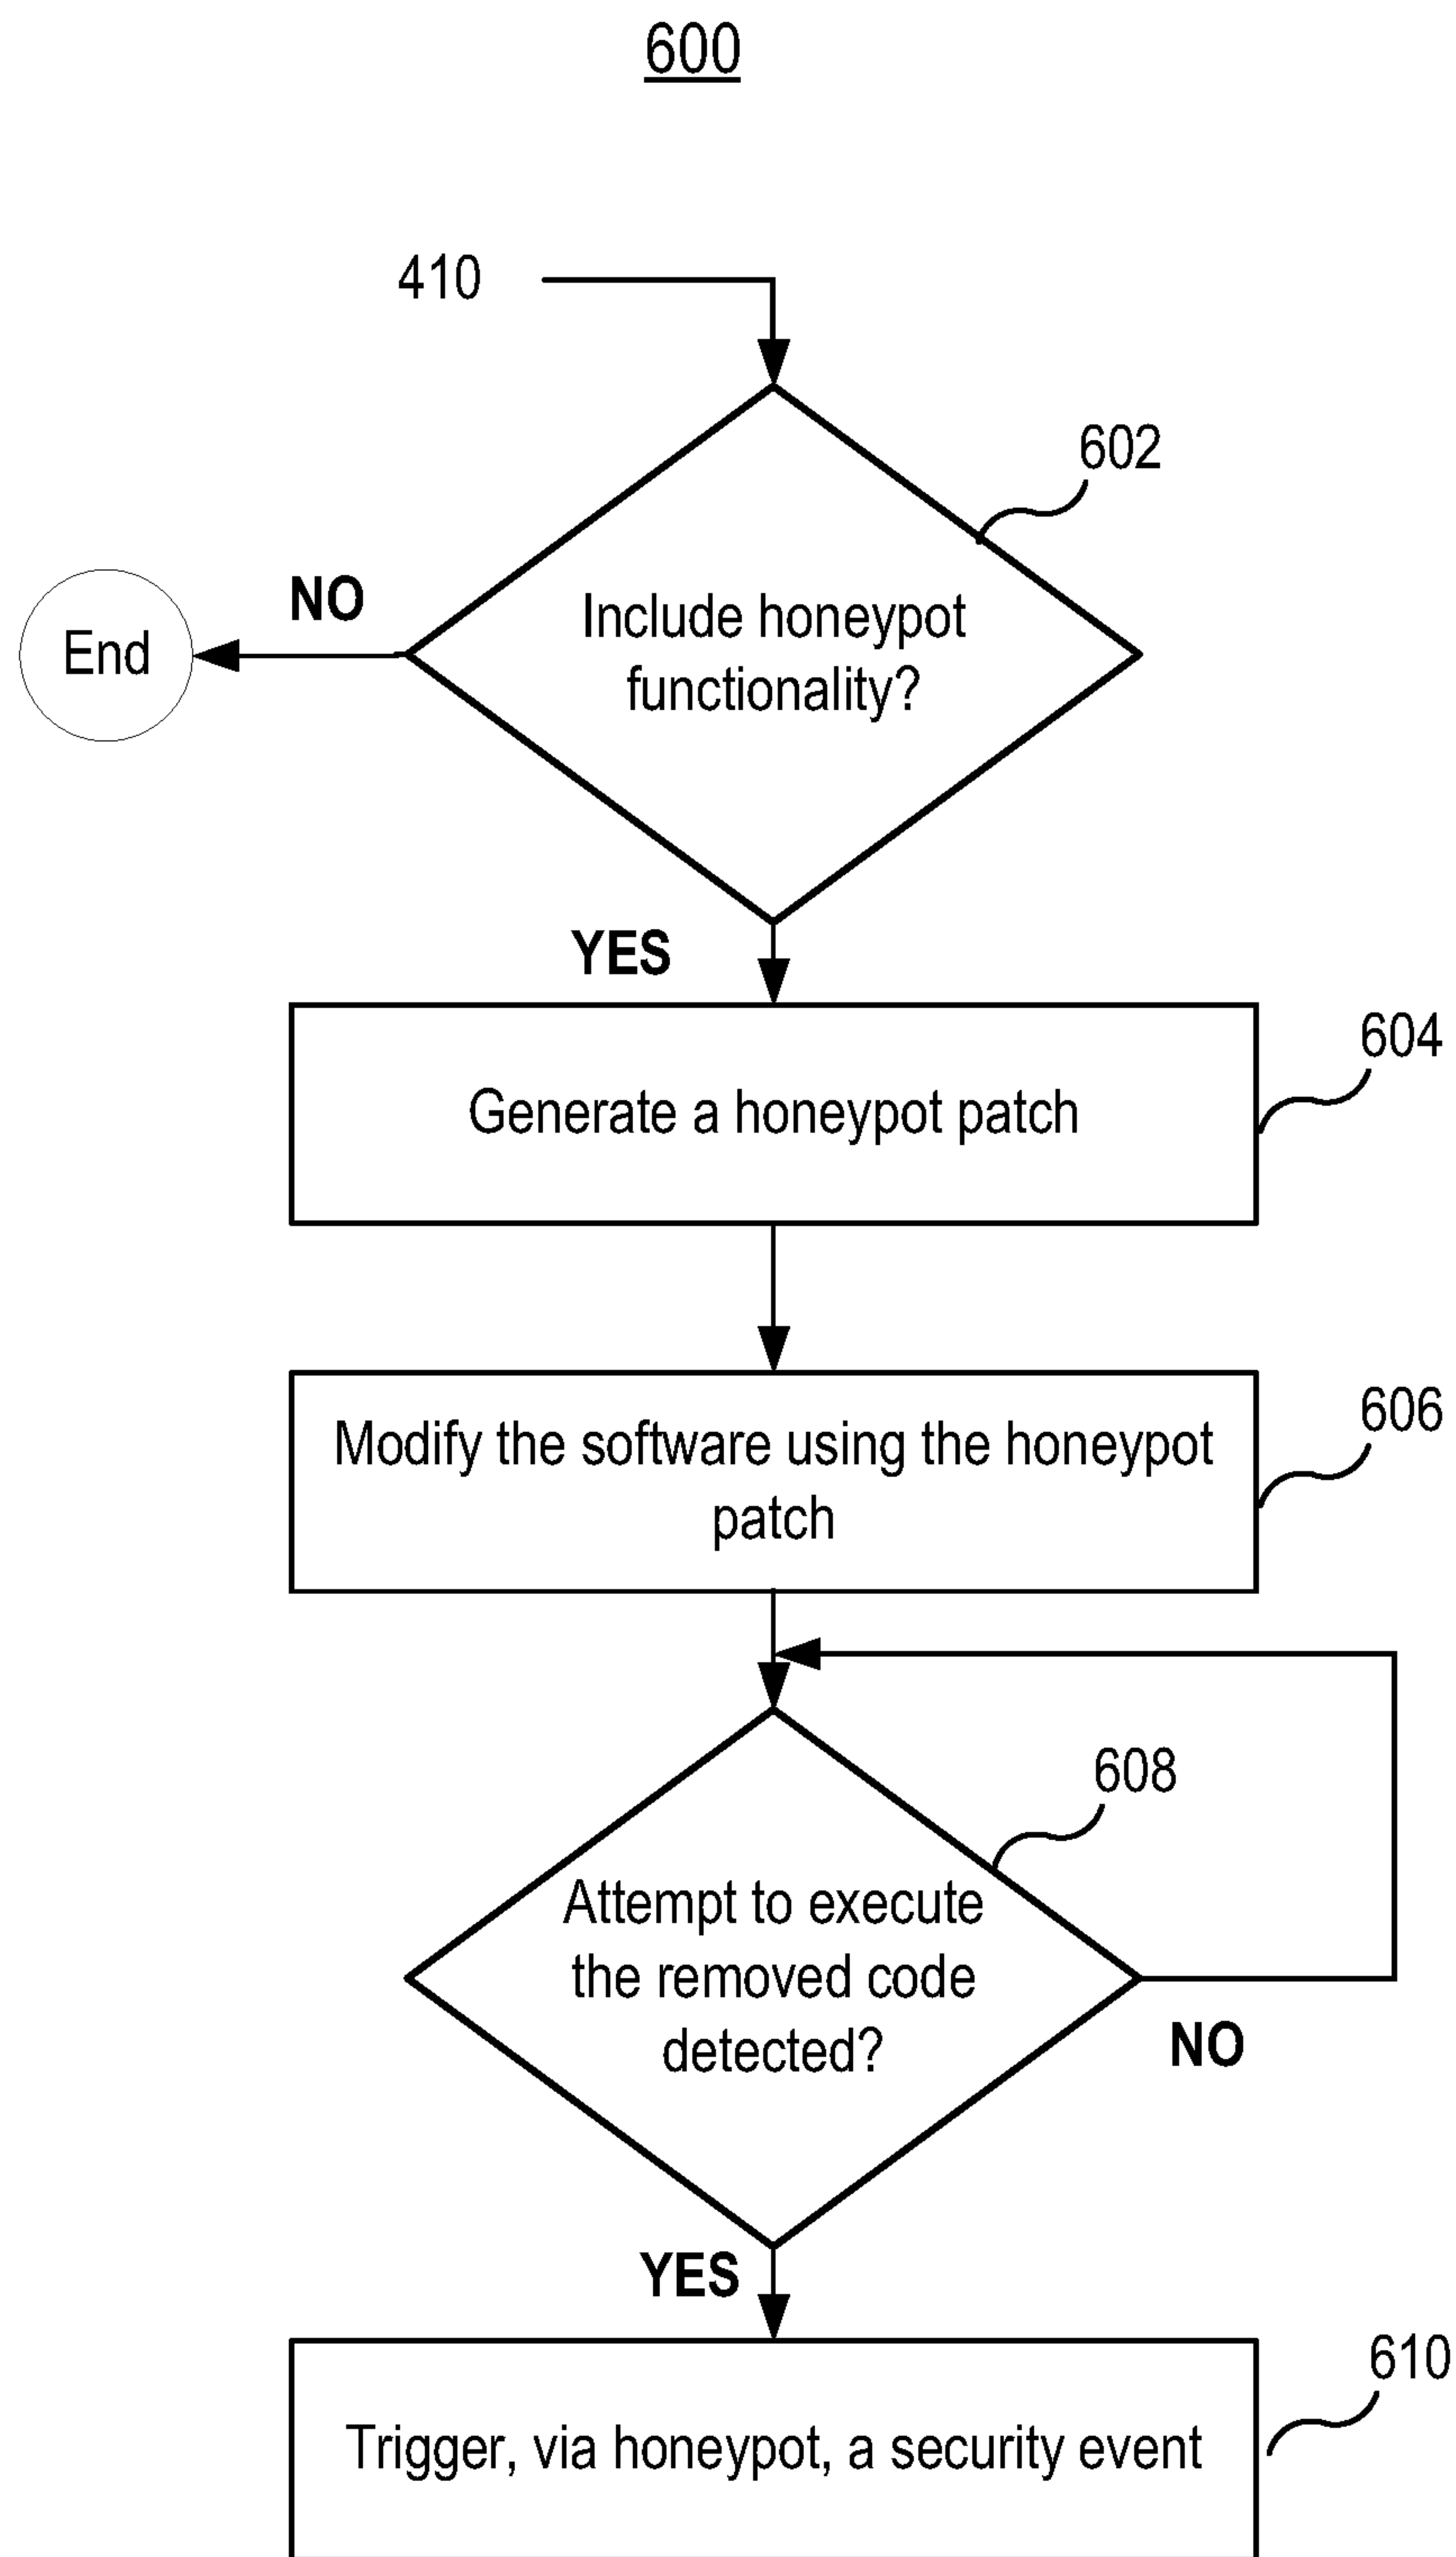 600
410
602
Include honeypot
functionality?
NO
End
YES
604
Generate a honeypot patch
606
Modify the software using the honeypot
patch
608
Attempt to execute
the removed code
detected?
NO
YES
610
Trigger, via honeypot, a security event